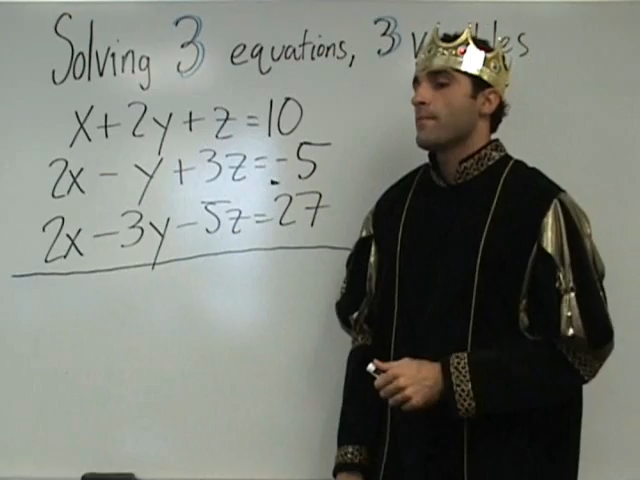 Solving 3 equations, 3
x+2y+z=10
2x-y+3z=-5
2x-3y-5z=27